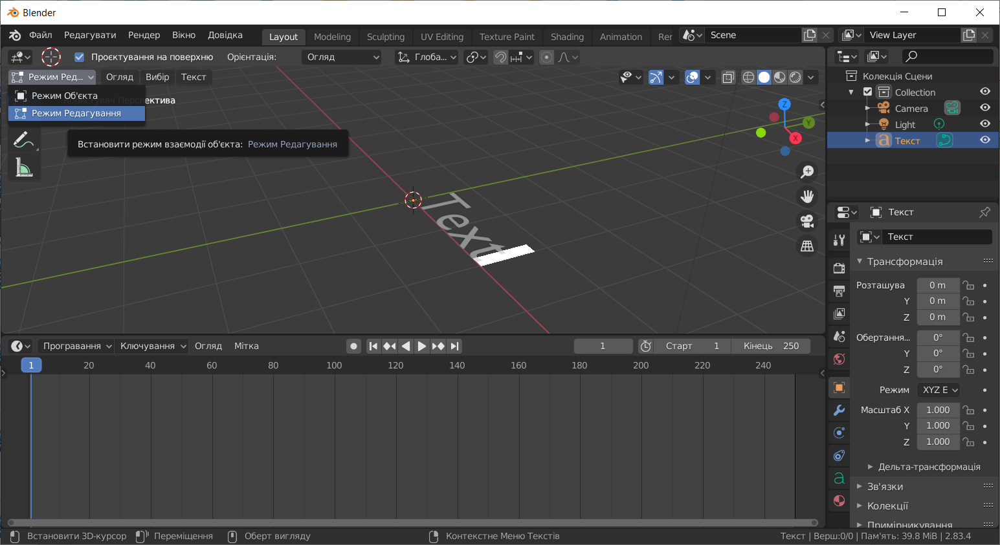 Blender
Файл Редагувати Рендер Вікно Довідка Layout Modeling Sculpting UV Editing Texture Paint Shading Animation Rer Scene View Layer
Проєктування на поверхню Орієнтація: Огляд Глоба...
Режим Ред... Огляд Вибір Текст
Режим Об'єкта
Перспектива
Режим Редагування
Встановити режим взаємодії об'єкта: Режим Редагування
Z
Y
X
Text
Колекція Сцени
Collection
Camera
Light
Текст
Текст
Текст
Трансформація
Розташува 0 m
Y 0 m
Z 0 m
Обертання... 0°
Y 0°
Z 0°
Режим XYZ E
Масштаб X 1.000
Y 1.000
Z 1.000
Дельта-трансформація
Зв'язки
Колекції
Примірникування
Програвання Ключування Огляд Мітка 1 Старт 1 Кінець 250
1 20 40 60 80 100 120 140 160 180 200 220 240
Встановити 3D-курсор Переміщення Оберт вигляду Контекстне Меню Текстів Текст | Верш:0/0 | Пам'ять: 39.8 MiB | 2.83.4